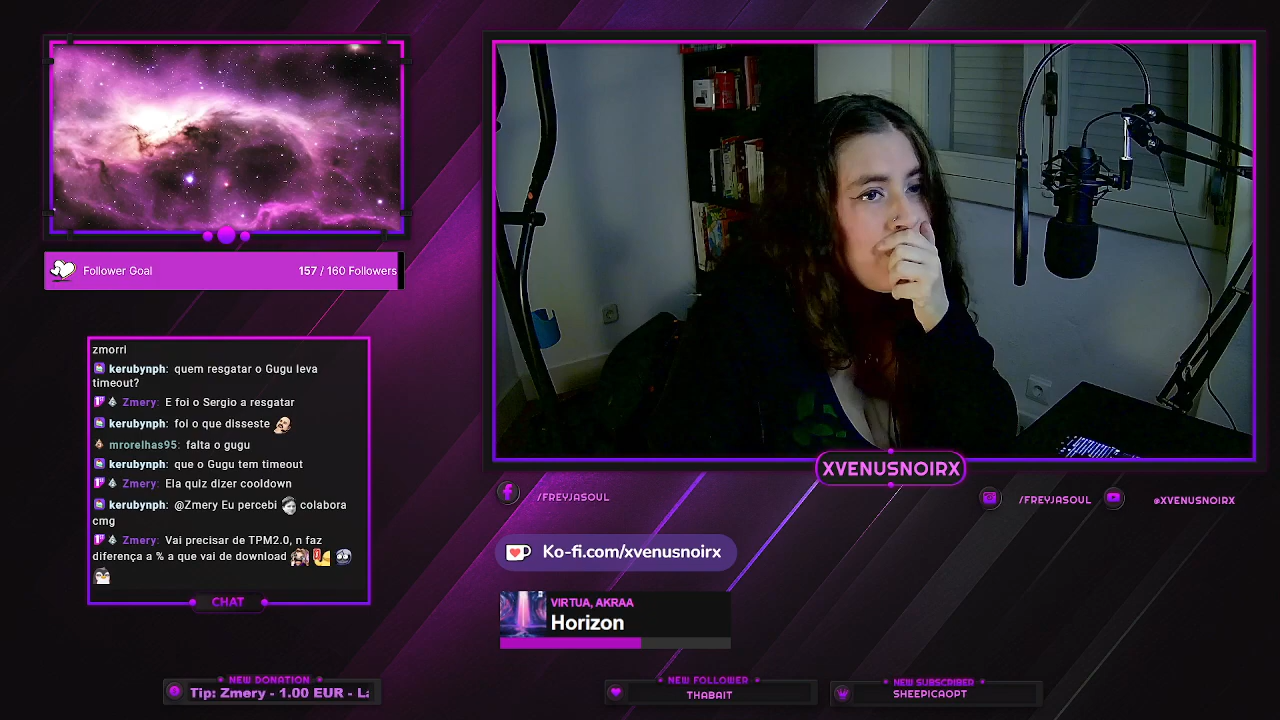 Follower Goal
157 / 160 Followers
zmorrl
kerubynph: quem resgatar o Gugu leva
timeout?
Zmery: E foi o Sergio a resgatar
kerubynph: foi o que disseste
mrorelhas95: falta o gugu
kerubynph: que o Gugu tem timeout
Zmery: Ela quiz dizer cooldown
kerubynph: @Zmery Eu percebi colabora
cmg
Zmery: Vai precisar de TPM2.0, n faz
diferença a % a que vai de download
CHAT
XVENUSNOIRX
/FREYJASOUL
/FREYJASOUL
@XVENUSNOIRX
Ko-fi.com/xvenusnoirx
VIRTUA, AKRAA
Horizon
NEW DONATION
Tip: Zmery - 1.00 EUR -
NEW FOLLOWER
THABAIT
NEW SUBSCRIBER
SHEEPICAOPT